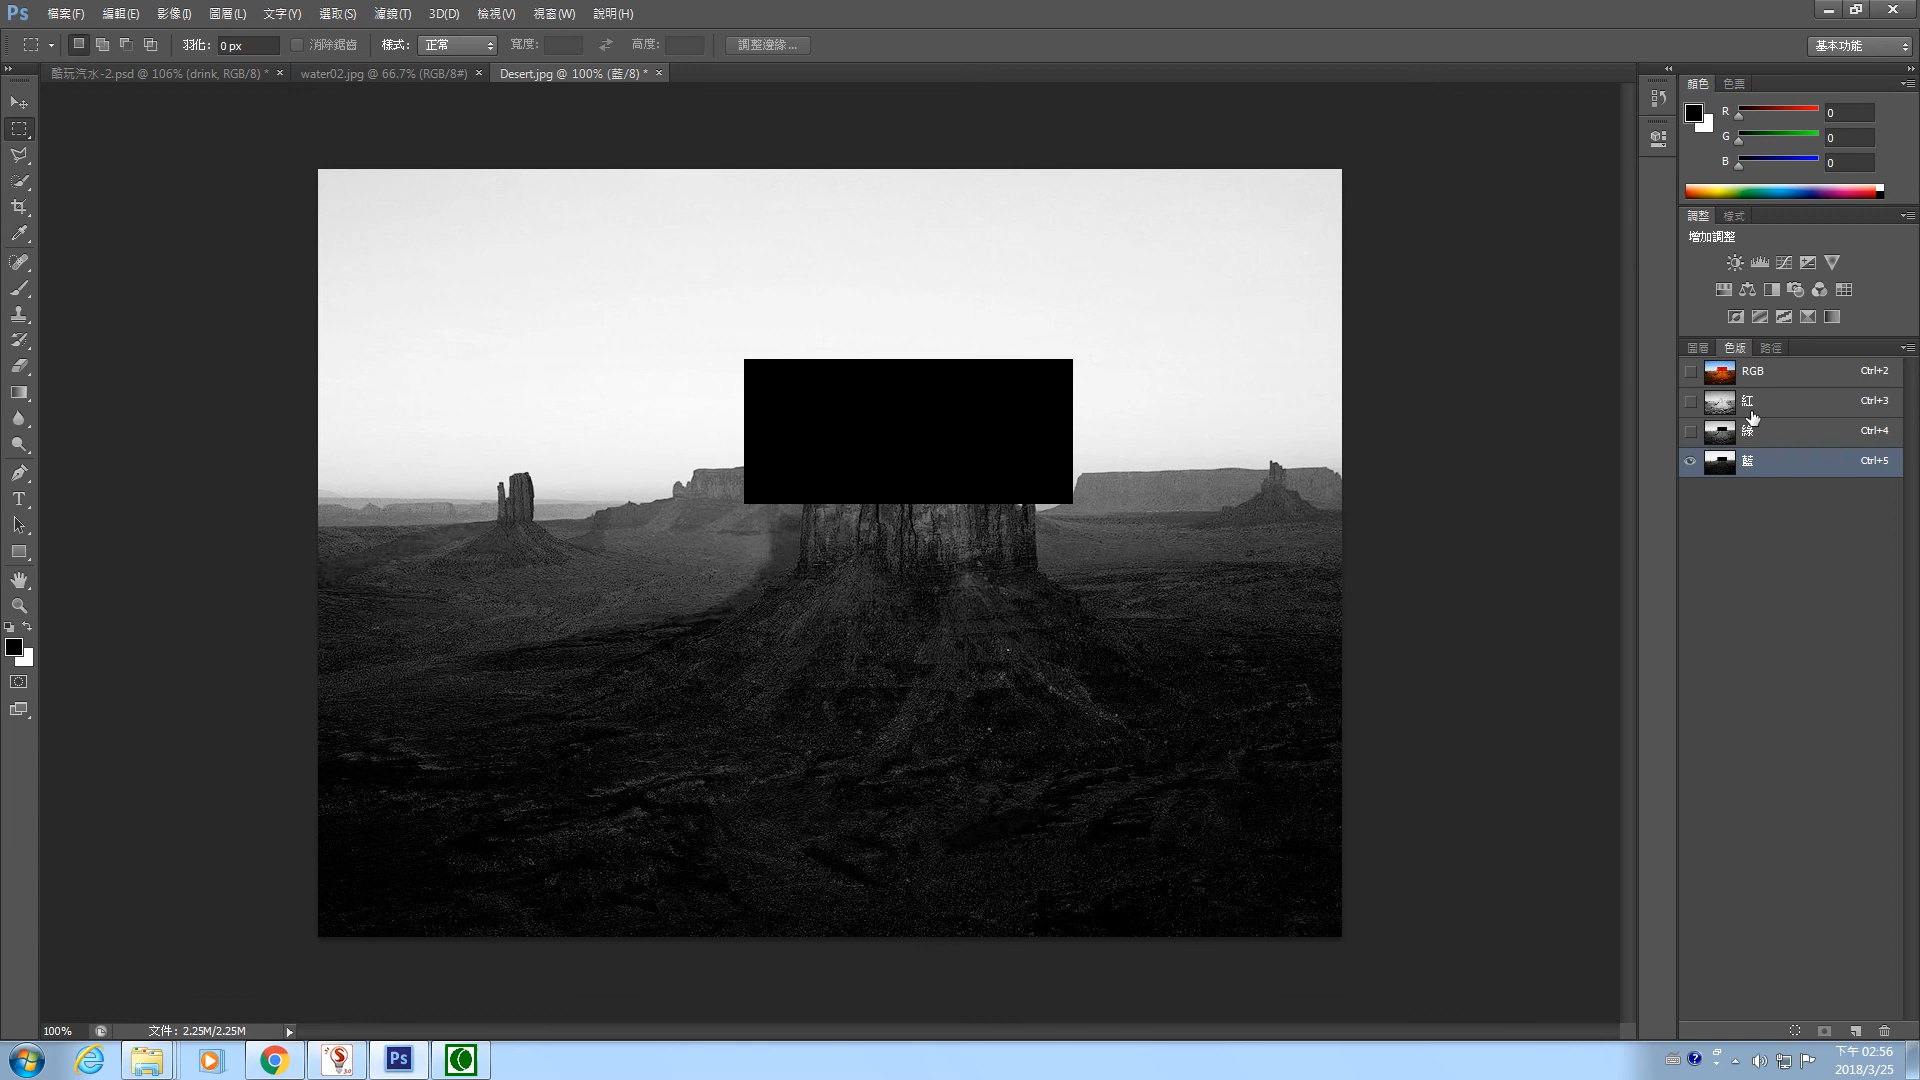 Ps 檔案(F) 編輯(E) 影像(I) 圖層(L) 文字(Y) 選取(S) 濾鏡(T) 3D(D) 檢視(V) 視窗(W) 說明(H)
羽化: 0 px 消除鋸齒 樣式: 正常 寬度: 高度: 調整邊緣... 基本功能
酷玩汽水-2.psd @ 106% (drink, RGB/8) * × water02.jpg @ 66.7% (RGB/8#) × Desert.jpg @ 100% (藍/8) * ×
顏色 色票
R 0
G 0
B 0
調整 樣式
增加調整
圖層 色版 路徑
RGB Ctrl+2
紅 Ctrl+3
綠 Ctrl+4
藍 Ctrl+5
T
100% 文件: 2.25M/2.25M
Ps
下午 02:56
2018/3/25